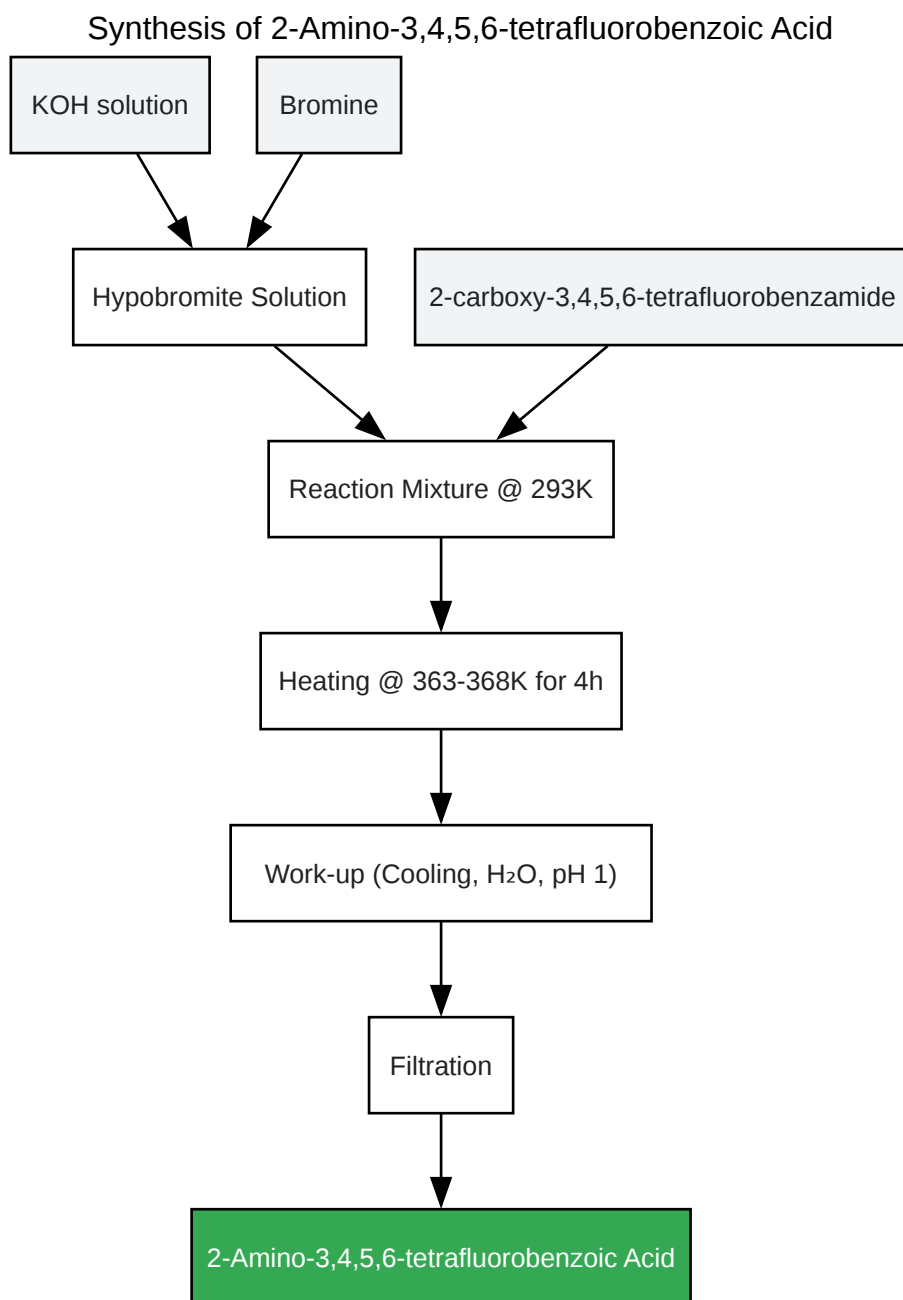 Synthesis of 2-Amino-3,4,5,6-tetrafluorobenzoic Acid
KOH solution
Bromine
Hypobromite Solution
2-carboxy-3,4,5,6-tetrafluorobenzamide
Reaction Mixture @ 293K
Heating @ 363-368K for 4h
Work-up (Cooling, H₂O, pH 1)
Filtration
2-Amino-3,4,5,6-tetrafluorobenzoic Acid